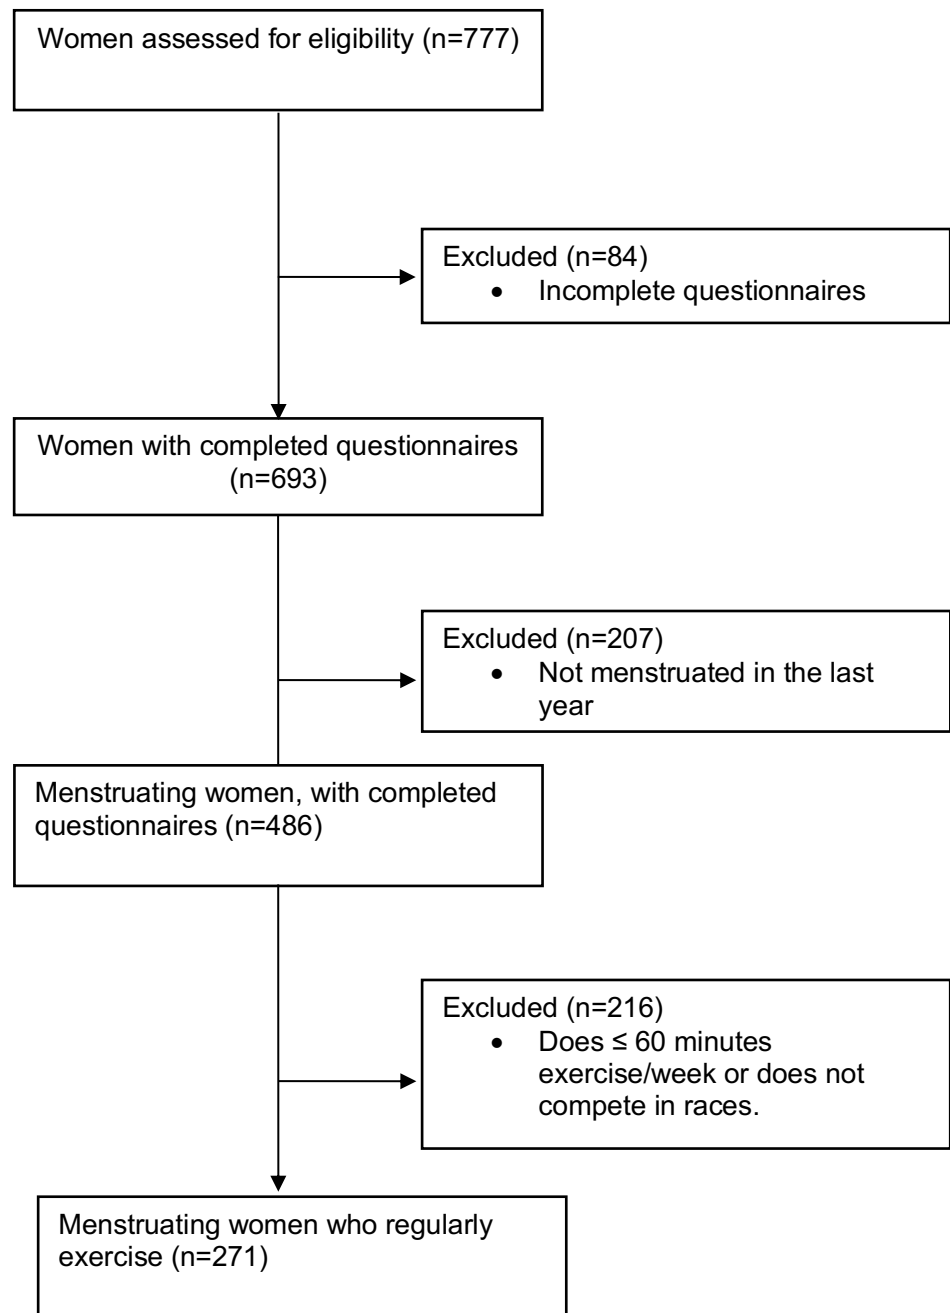 Women assessed for eligibility (n=777)
Excluded (n=84)
• Incomplete questionnaires
Women with completed questionnaires
(n=693)
Excluded (n=207)
• Not menstruated in the last
year
Menstruating women, with completed
questionnaires (n=486)
Excluded (n=216)
• Does ≤ 60 minutes
exercise/week or does not
compete in races.
Menstruating women who regularly
exercise (n=271)